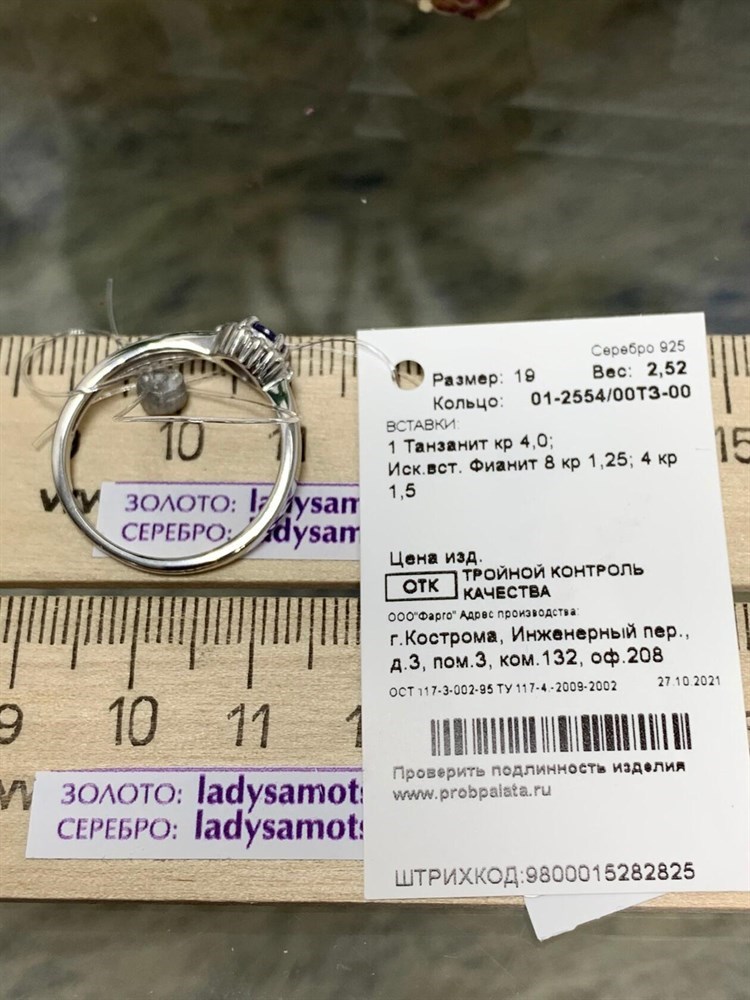 Серебро 925
Размер: 19 Вес: 2,52
Кольцо: 01-2554/00ТЗ-00
ВСТАВКИ:
1 Танзанит кр 4,0;
Иск.вст. Фианит 8 кр 1,25; 4 кр
1,5
Цена изд.
ОТК ТРОЙНОЙ КОНТРОЛЬ
КАЧЕСТВА
ООО"Фарго" Адрес производства:
г.Кострома, Инженерный пер.,
д.3, пом.3, ком.132, оф.208
ОСТ 117-3-002-95 ТУ 117-4.-2009-2002 27.10.2021
Проверить подлинность изделия
www.probpalata.ru
ШТРИХКОД:9800015282825
9 10 15
ЗОЛОТО: ladysam
СЕРЕБРО: ladysam
9 10 11 1
ЗОЛОТО: ladysamots
СЕРЕБРО: ladysamots